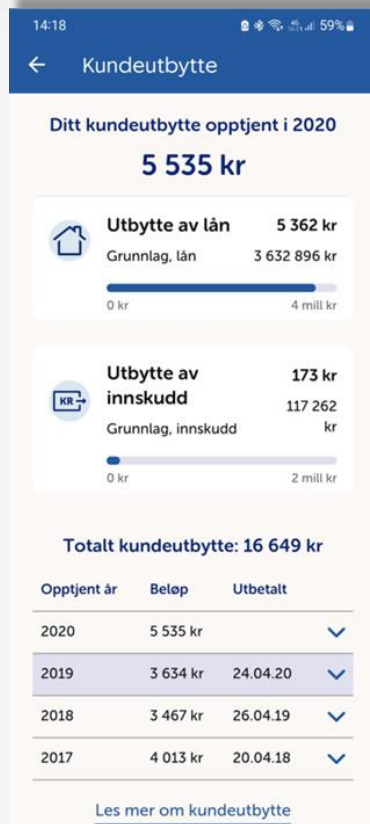 14:18 59%
Kundeutbytte
Ditt kundeutbytte opptjent i 2020
5 535 kr
Utbytte av lån 5 362 kr
Grunnlag, lån 3 632 896 kr
0 kr 4 mill kr
KR
Utbytte av innskudd 173 kr
Grunnlag, innskudd 117 262 kr
0 kr 2 mill kr
Totalt kundeutbytte: 16 649 kr
Opptjent år Beløp Utbetalt
2020 5 535 kr
2019 3 634 kr 24.04.20
2018 3 467 kr 26.04.19
2017 4 013 kr 20.04.18
Les mer om kundeutbytte